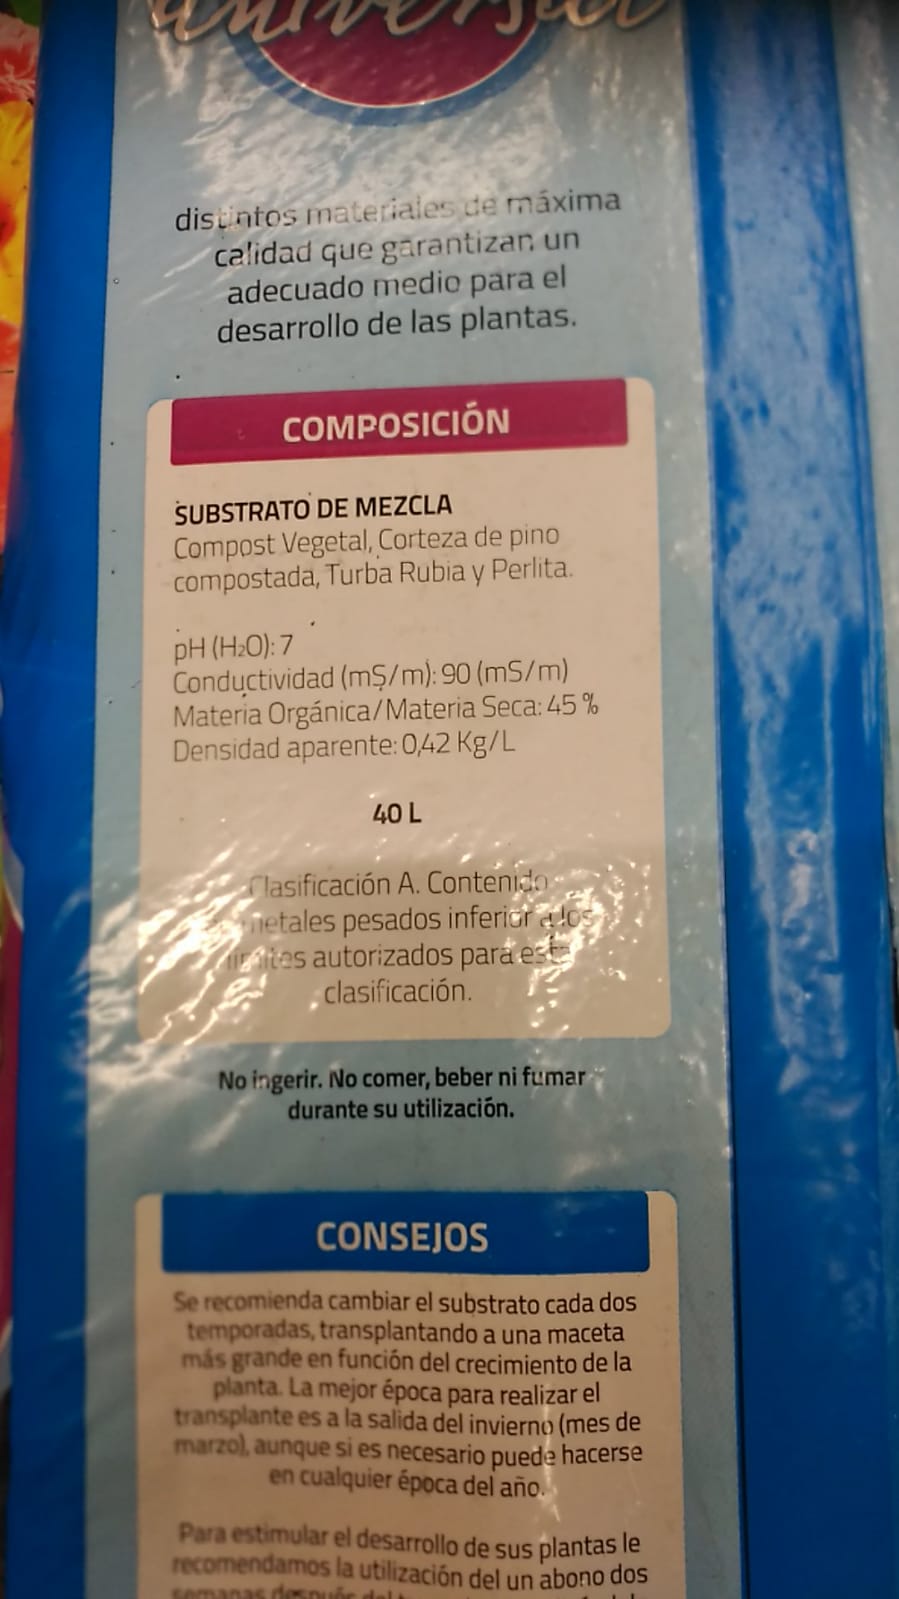 universal
distintos materiales de máxima
calidad que garantizan un
adecuado medio para el
desarrollo de las plantas.
COMPOSICIÓN
SUBSTRATO DE MEZCLA
Compost Vegetal, Corteza de pino
compostada, Turba Rubia y Perlita.
pH (H₂O): 7
Conductividad (mS/m): 90 (mS/m)
Materia Orgánica/Materia Seca: 45 %
Densidad aparente: 0,42 Kg/L
40 L
Clasificación A. Contenido
metales pesados inferior a los
límites autorizados para esta
clasificación.
No ingerir. No comer, beber ni fumar
durante su utilización.
CONSEJOS
Se recomienda cambiar el substrato cada dos
temporadas, transplantando a una maceta
más grande en función del crecimiento de la
planta. La mejor época para realizar el
transplante es a la salida del invierno (mes de
marzo), aunque si es necesario puede hacerse
en cualquier época del año.
Para estimular el desarrollo de sus plantas le
recomendamos la utilización del un abono dos
semanas después del